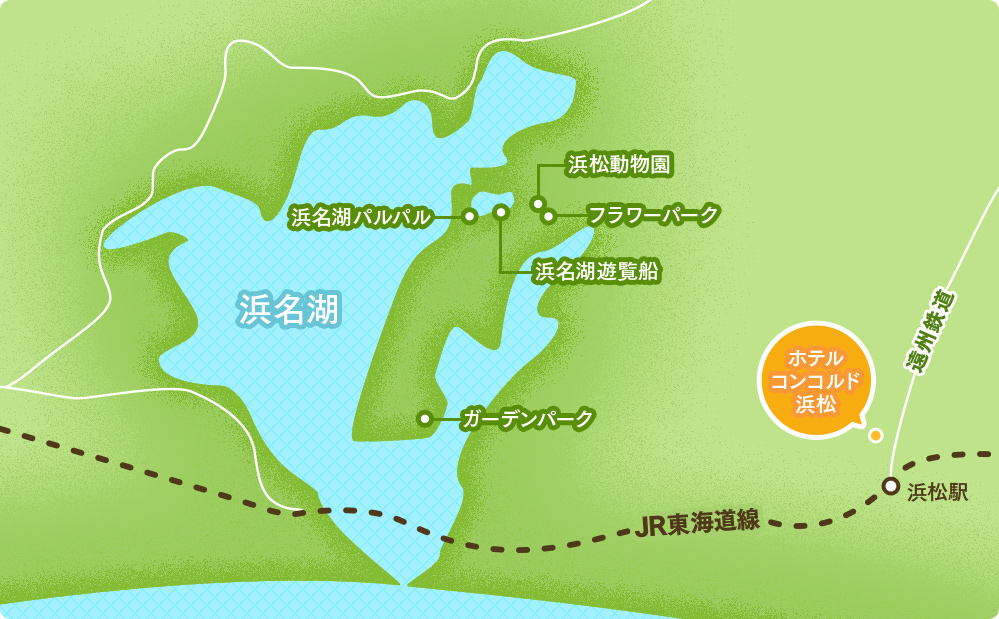 浜松動物園
浜名湖パルパル
フラワーパーク
浜名湖遊覧船
浜名湖
遠州鉄道
ホテル
コンコルド
浜松
ガーデンパーク
浜松駅
JR東海道線